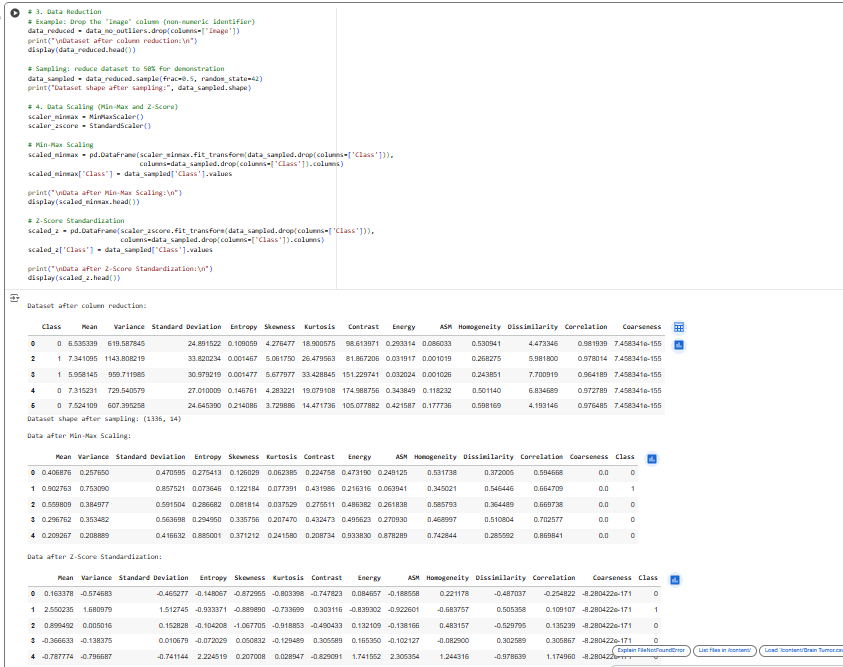 # 3. Data Reduction
# Example: Drop the 'Image' column (non-numeric identifier)
data_reduced = data_no_outliers.drop(columns=['Image'])
print("\nDataset after column reduction:\n")
display(data_reduced.head())
# Sampling: reduce dataset to 50% for demonstration
data_sampled = data_reduced.sample(frac=0.5, random_state=42)
print("Dataset shape after sampling:", data_sampled.shape)
# 4. Data Scaling (Min-Max and Z-Score)
scaler_minmax = MinMaxScaler()
scaler_zscore = StandardScaler()
# Min-Max Scaling
scaled_minmax = pd.DataFrame(scaler_minmax.fit_transform(data_sampled.drop(columns=['Class'])),
columns=data_sampled.drop(columns=['Class']).columns)
scaled_minmax['Class'] = data_sampled['Class'].values
print("\nData after Min-Max Scaling:\n")
display(scaled_minmax.head())
# Z-Score Standardization
scaled_z = pd.DataFrame(scaler_zscore.fit_transform(data_sampled.drop(columns=['Class'])),
columns=data_sampled.drop(columns=['Class']).columns)
scaled_z['Class'] = data_sampled['Class'].values
print("\nData after Z-Score Standardization:\n")
display(scaled_z.head())
Dataset after column reduction:
Class Mean Variance Standard Deviation Entropy Skewness Kurtosis Contrast Energy ASM Homogeneity Dissimilarity Correlation Coarseness
0 0 6.535339 619.587845 24.891522 0.109059 4.276477 18.900575 98.613971 0.293314 0.086033 0.530941 4.473346 0.981939 7.458341e-155
2 1 7.341095 1143.808219 33.820234 0.001467 5.061750 26.479563 81.867206 0.031917 0.001019 0.268275 5.981800 0.978014 7.458341e-155
3 1 5.958145 959.711985 30.979219 0.001477 5.677977 33.428845 151.229741 0.032024 0.001026 0.243851 7.700919 0.964189 7.458341e-155
4 0 7.315231 729.540579 27.010009 0.146761 4.283221 19.079108 174.988756 0.343849 0.118232 0.501140 6.834689 0.972789 7.458341e-155
5 0 7.524109 607.395258 24.645390 0.214086 3.729886 14.471736 105.077882 0.421587 0.177736 0.598169 4.193146 0.976485 7.458341e-155
Dataset shape after sampling: (1336, 14)
Data after Min-Max Scaling:
Mean Variance Standard Deviation Entropy Skewness Kurtosis Contrast Energy ASM Homogeneity Dissimilarity Correlation Coarseness Class
0 0.406876 0.257650 0.470595 0.275413 0.126029 0.062385 0.224758 0.473190 0.249125 0.531738 0.372005 0.594668 0.0 0
1 0.902763 0.753090 0.857521 0.073646 0.122184 0.077391 0.431986 0.216316 0.063941 0.345021 0.546446 0.664709 0.0 1
2 0.559809 0.384977 0.591504 0.286682 0.081814 0.037529 0.275511 0.486382 0.261838 0.585793 0.364489 0.669738 0.0 0
3 0.296762 0.353482 0.563698 0.294950 0.335756 0.207470 0.432473 0.495623 0.270930 0.468997 0.510804 0.702577 0.0 0
4 0.209267 0.208889 0.416632 0.885001 0.371212 0.241580 0.208734 0.933830 0.878289 0.742844 0.285592 0.869841 0.0 0
Data after Z-Score Standardization:
Mean Variance Standard Deviation Entropy Skewness Kurtosis Contrast Energy ASM Homogeneity Dissimilarity Correlation Coarseness Class
0 0.163378 -0.574683 -0.465277 -0.148067 -0.872955 -0.803398 -0.747823 0.084657 -0.188558 0.221178 -0.487037 -0.254822 -8.280422e-171 0
1 2.550235 1.680979 1.512745 -0.933371 -0.889890 -0.733699 0.303116 -0.839302 -0.922601 -0.683757 0.505358 0.109107 -8.280422e-171 1
2 0.899492 0.005016 0.152828 -0.104208 -1.067705 -0.918853 -0.490433 0.132109 -0.138166 0.483157 -0.529795 0.135239 -8.280422e-171 0
3 -0.366633 -0.138375 0.010679 -0.072029 0.050832 -0.129489 0.305589 0.165350 -0.102127 -0.082900 0.302589 0.305867 -8.280422e-171 0
4 -0.787774 -0.796687 -0.741144 2.224519 0.207008 0.028947 -0.829091 1.741552 2.305354 1.244316 -0.978639 1.174960 -8.280422e-171 0
Explain FileNotFoundError List files in /content/ Load '/content/Brain Tumor.csv